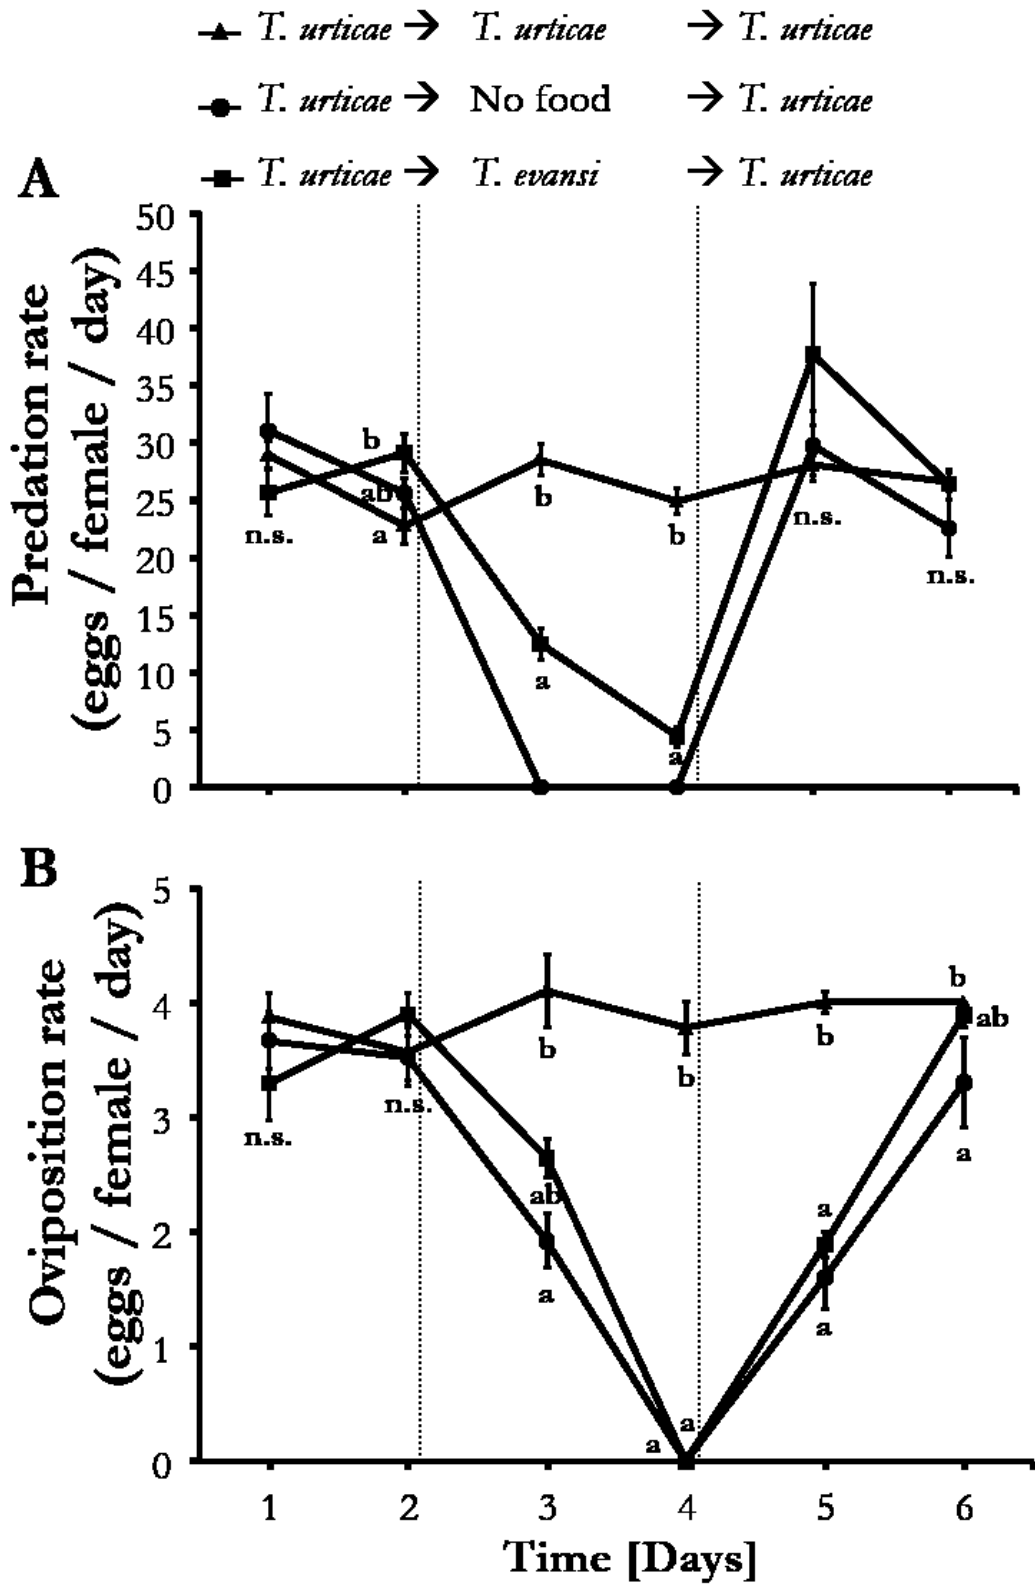 T. urticae → T. urticae → T. urticae
T. urticae → No food → T. urticae
T. urticae → T. evansi → T. urticae
A
Predation rate
(eggs / female / day)
50
45
40
35
30
25
20
15
10
5
0
n.s.
b
ab
a
b
a
b
a
n.s.
n.s.
B
Oviposition rate
(eggs / female / day)
5
4
3
2
1
0
n.s.
n.s.
b
ab
a
b
a
a
b
a
a
b
ab
a
1 2 3 4 5 6
Time [Days]